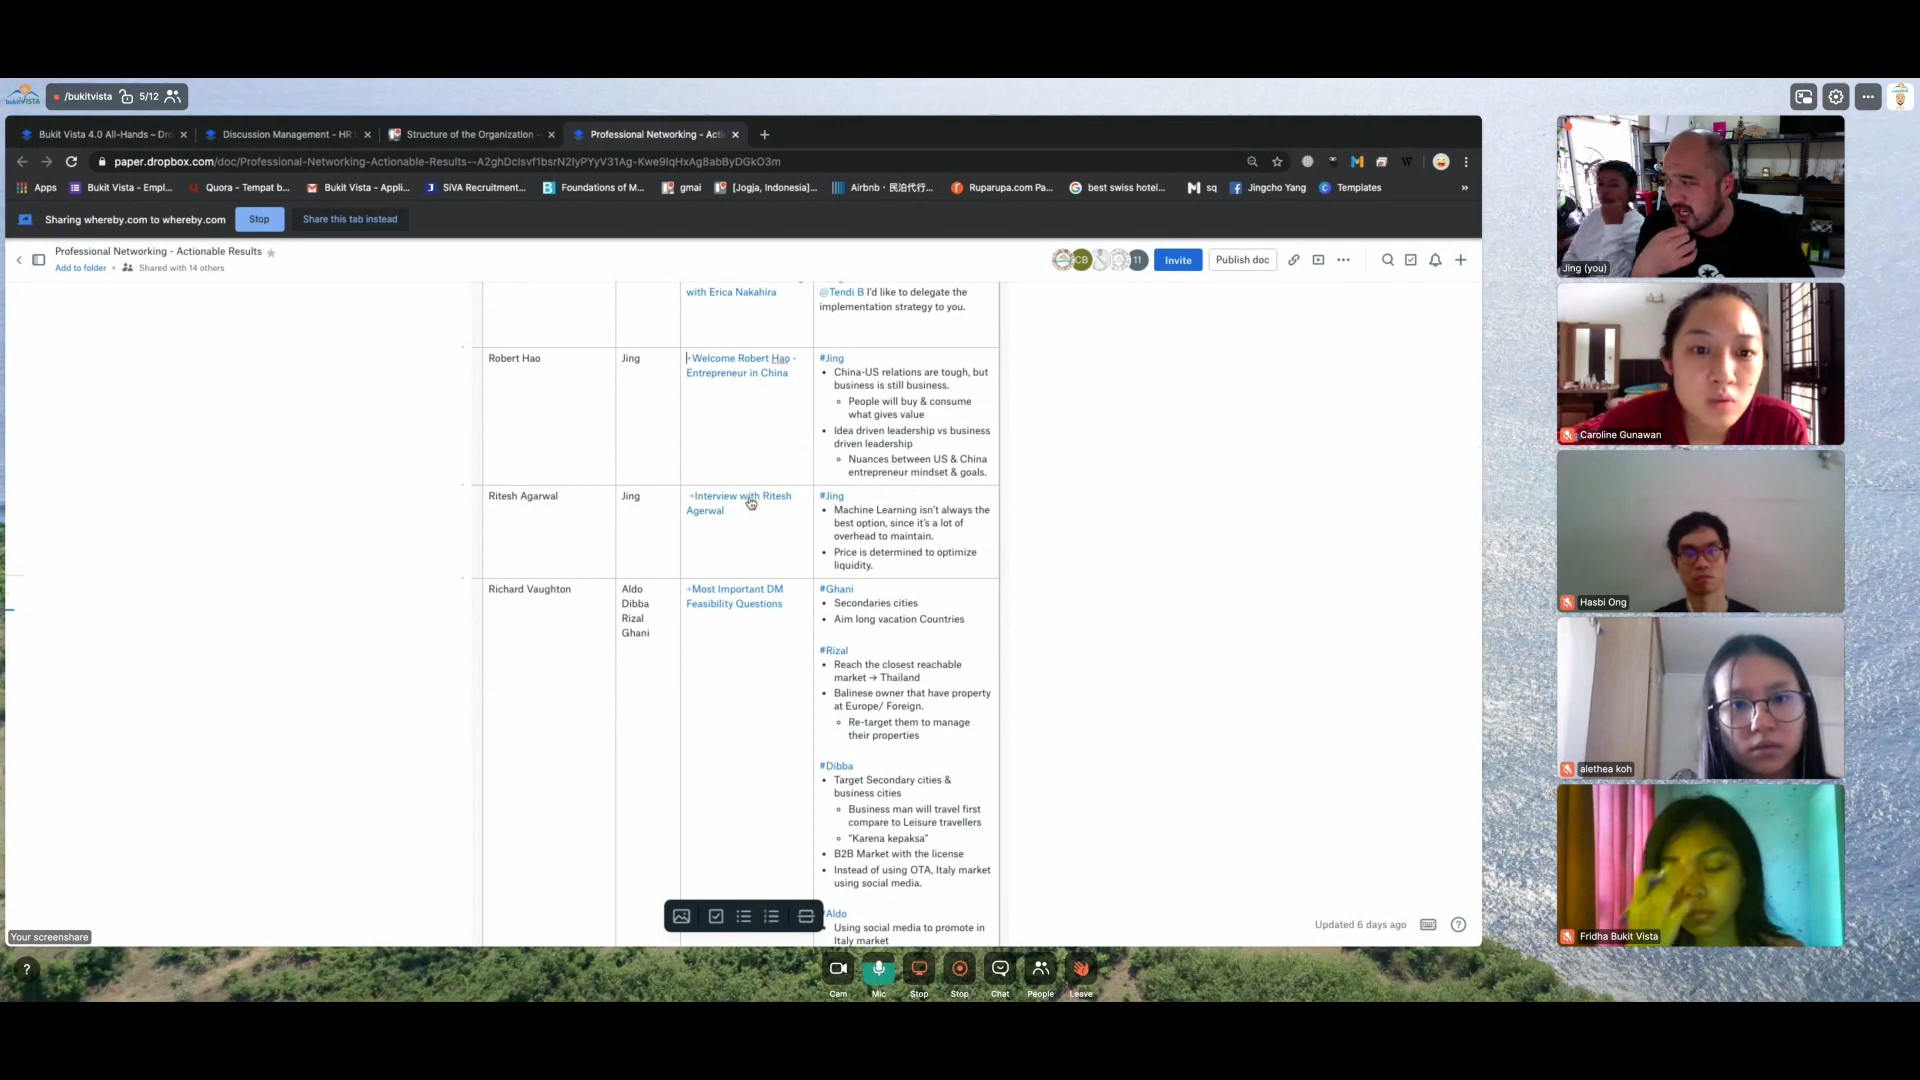 /bukitvista 5/12
Bukit Vista 4.0 All-Hands – Dro
Discussion Management - HR
Structure of the Organization -
Professional Networking - Acti
paper.dropbox.com/doc/Professional-Networking-Actionable-Results--A2ghDcIsvf1bsrN2IyPYyV31Ag-Kwe9lqHxAg8abByDGkO3m
Apps
Bukit Vista - Empl...
Quora - Tempat b...
Bukit Vista - Appli...
SiVA Recruitment...
Foundations of M...
gmai
[Jogja, Indonesia]...
Airbnb・民泊代行...
Ruparupa.com Pa...
best swiss hotel...
sq
Jingcho Yang
Templates
»
Sharing whereby.com to whereby.com
Stop
Share this tab instead
Professional Networking - Actionable Results
Add to folder • Shared with 14 others
CB
11
Invite
Publish doc
with Erica Nakahira
@Tendi B I'd like to delegate the
implementation strategy to you.
Robert Hao
Jing
+Welcome Robert Hao -
Entrepreneur in China
#Jing
China-US relations are tough, but
business is still business.
People will buy & consume
what gives value
Idea driven leadership vs business
driven leadership
Nuances between US & China
entrepreneur mindset & goals.
Ritesh Agarwal
Jing
+Interview with Ritesh
Agerwal
#Jing
Machine Learning isn't always the
best option, since it's a lot of
overhead to maintain.
Price is determined to optimize
liquidity.
Richard Vaughton
Aldo
Dibba
Rizal
Ghani
+Most Important DM
Feasibility Questions
#Ghani
Secondaries cities
Aim long vacation Countries
#Rizal
Reach the closest reachable
market → Thailand
Balinese owner that have property
at Europe/ Foreign.
Re-target them to manage
their properties
#Dibba
Target Secondary cities &
business cities
Business man will travel first
compare to Leisure travellers
"Karena kepaksa"
B2B Market with the license
Instead of using OTA, Italy market
using social media.
#Aldo
Using social media to promote in
Italy market
Updated 6 days ago
?
Your screenshare
?
Cam
Mic
Stop
Stop
Chat
People
Leave
Jing (you)
Caroline Gunawan
Hasbi Ong
alethea koh
Fridha Bukit Vista